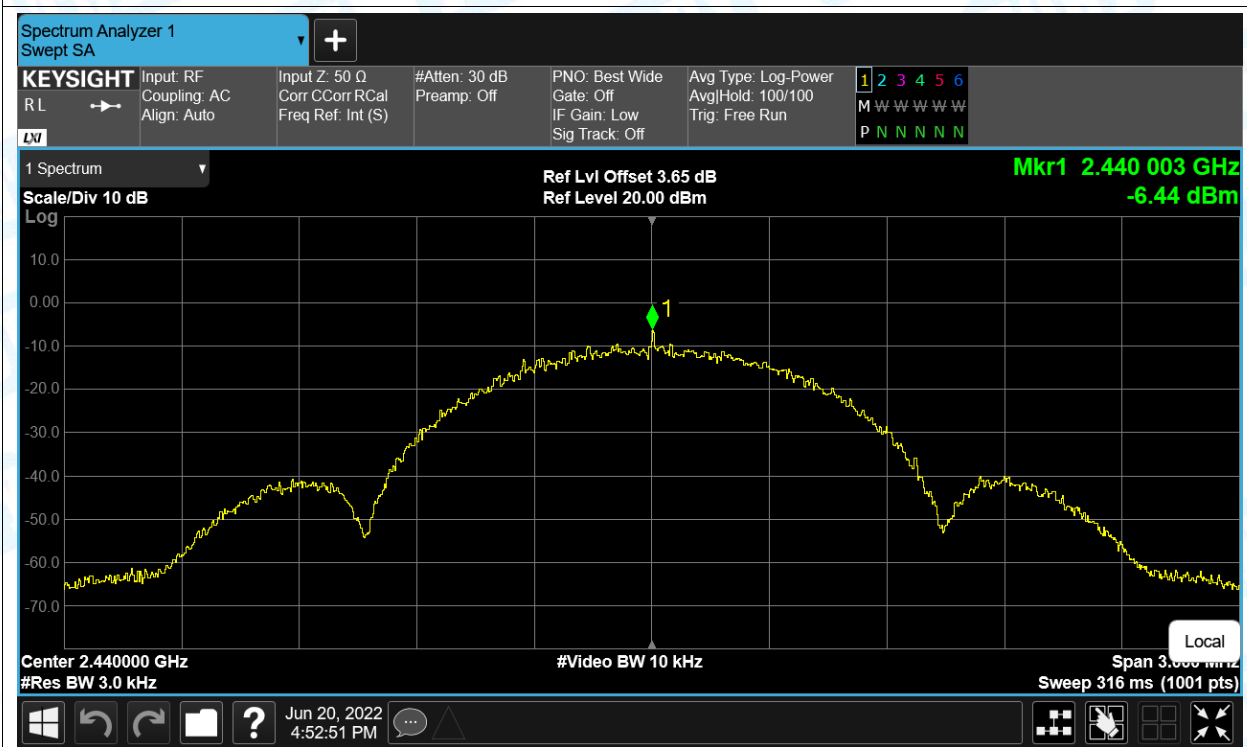 Spectrum Analyzer 1
Swept SA
+
KEYSIGHT
RL
LXI
Input: RF
Coupling: AC
Align: Auto
Input Z: 50 Ω
Corr CCorr RCal
Freq Ref: Int (S)
#Atten: 30 dB
Preamp: Off
PNO: Best Wide
Gate: Off
IF Gain: Low
Sig Track: Off
Avg Type: Log-Power
Avg|Hold: 100/100
Trig: Free Run
1 2 3 4 5 6
M W W W W W
P N N N N N
1 Spectrum
Scale/Div 10 dB
Log
Ref Lvl Offset 3.65 dB
Ref Level 20.00 dBm
Mkr1 2.440 003 GHz
-6.44 dBm
10.0
0.00
1
-10.0
-20.0
-30.0
-40.0
-50.0
-60.0
-70.0
Local
Center 2.440000 GHz
#Video BW 10 kHz
Span 3.000 MHz
#Res BW 3.0 kHz
Sweep 316 ms (1001 pts)
?
Jun 20, 2022
4:52:51 PM